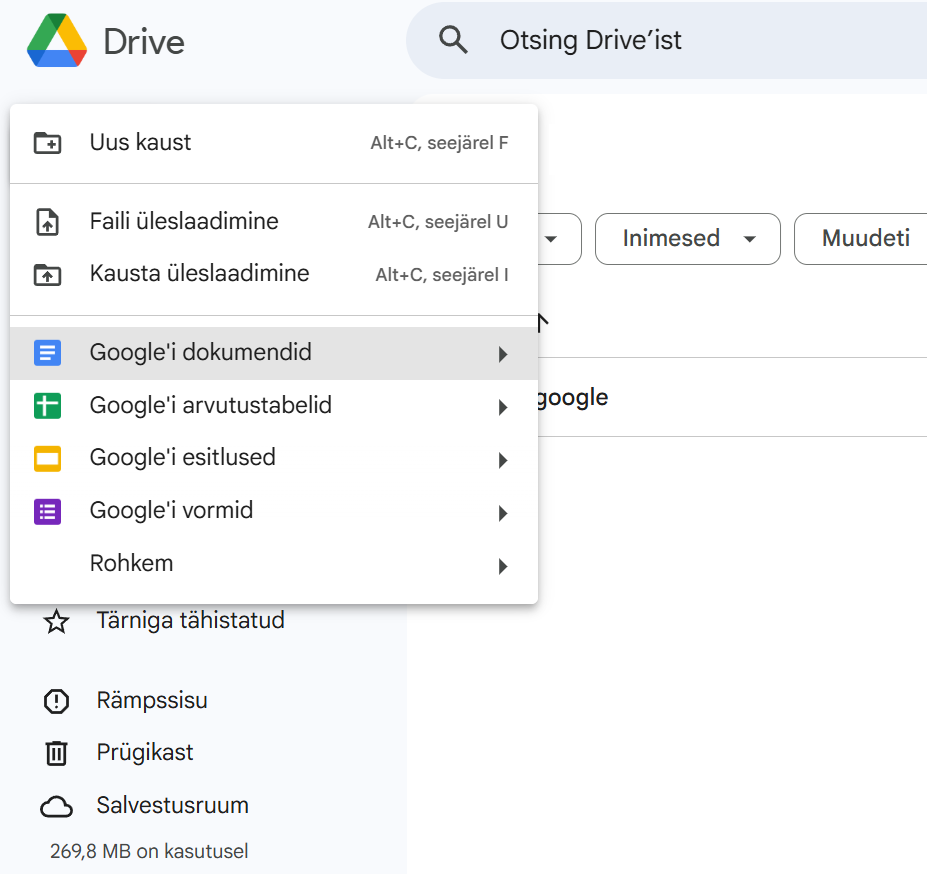 Drive
Otsing Drive’ist
Uus kaust Alt+C, seejärel F
Faili üleslaadimine Alt+C, seejärel U
Kausta üleslaadimine Alt+C, seejärel I
Inimesed
Muudeti
Google'i dokumendid
Google'i arvutustabelid
google
Google'i esitlused
Google'i vormid
Rohkem
Tärniga tähistatud
Rämpssisu
Prügikast
Salvestusruum
269,8 MB on kasutusel